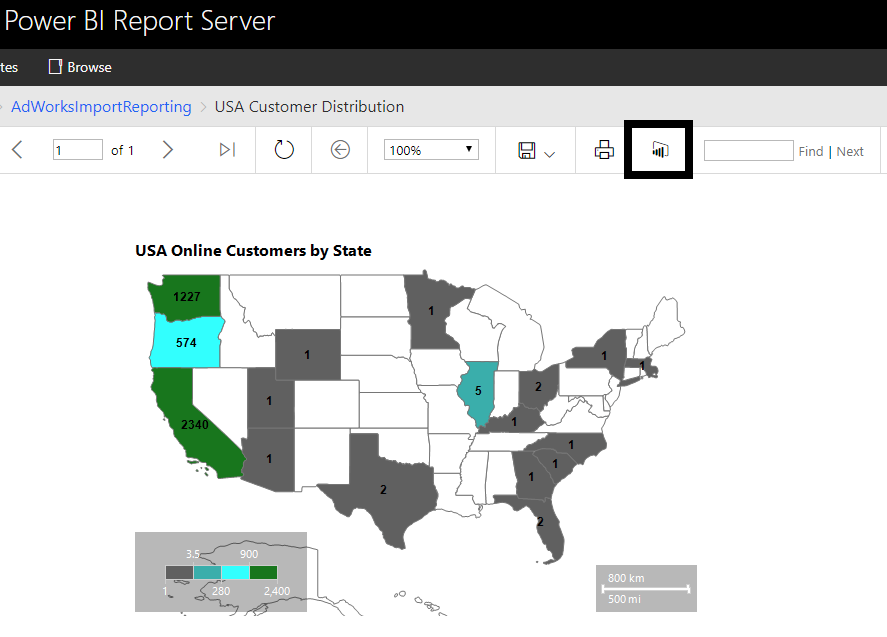 Power BI Report Server
tes Browse
AdWorksImportReporting > USA Customer Distribution
1 of 1 100% Find | Next
USA Online Customers by State
1227
1
574
1
1
1
5
2
1
2340
1
1
1
1
1
2
2
3.5 900
1 280 2,400
800 km
500 mi